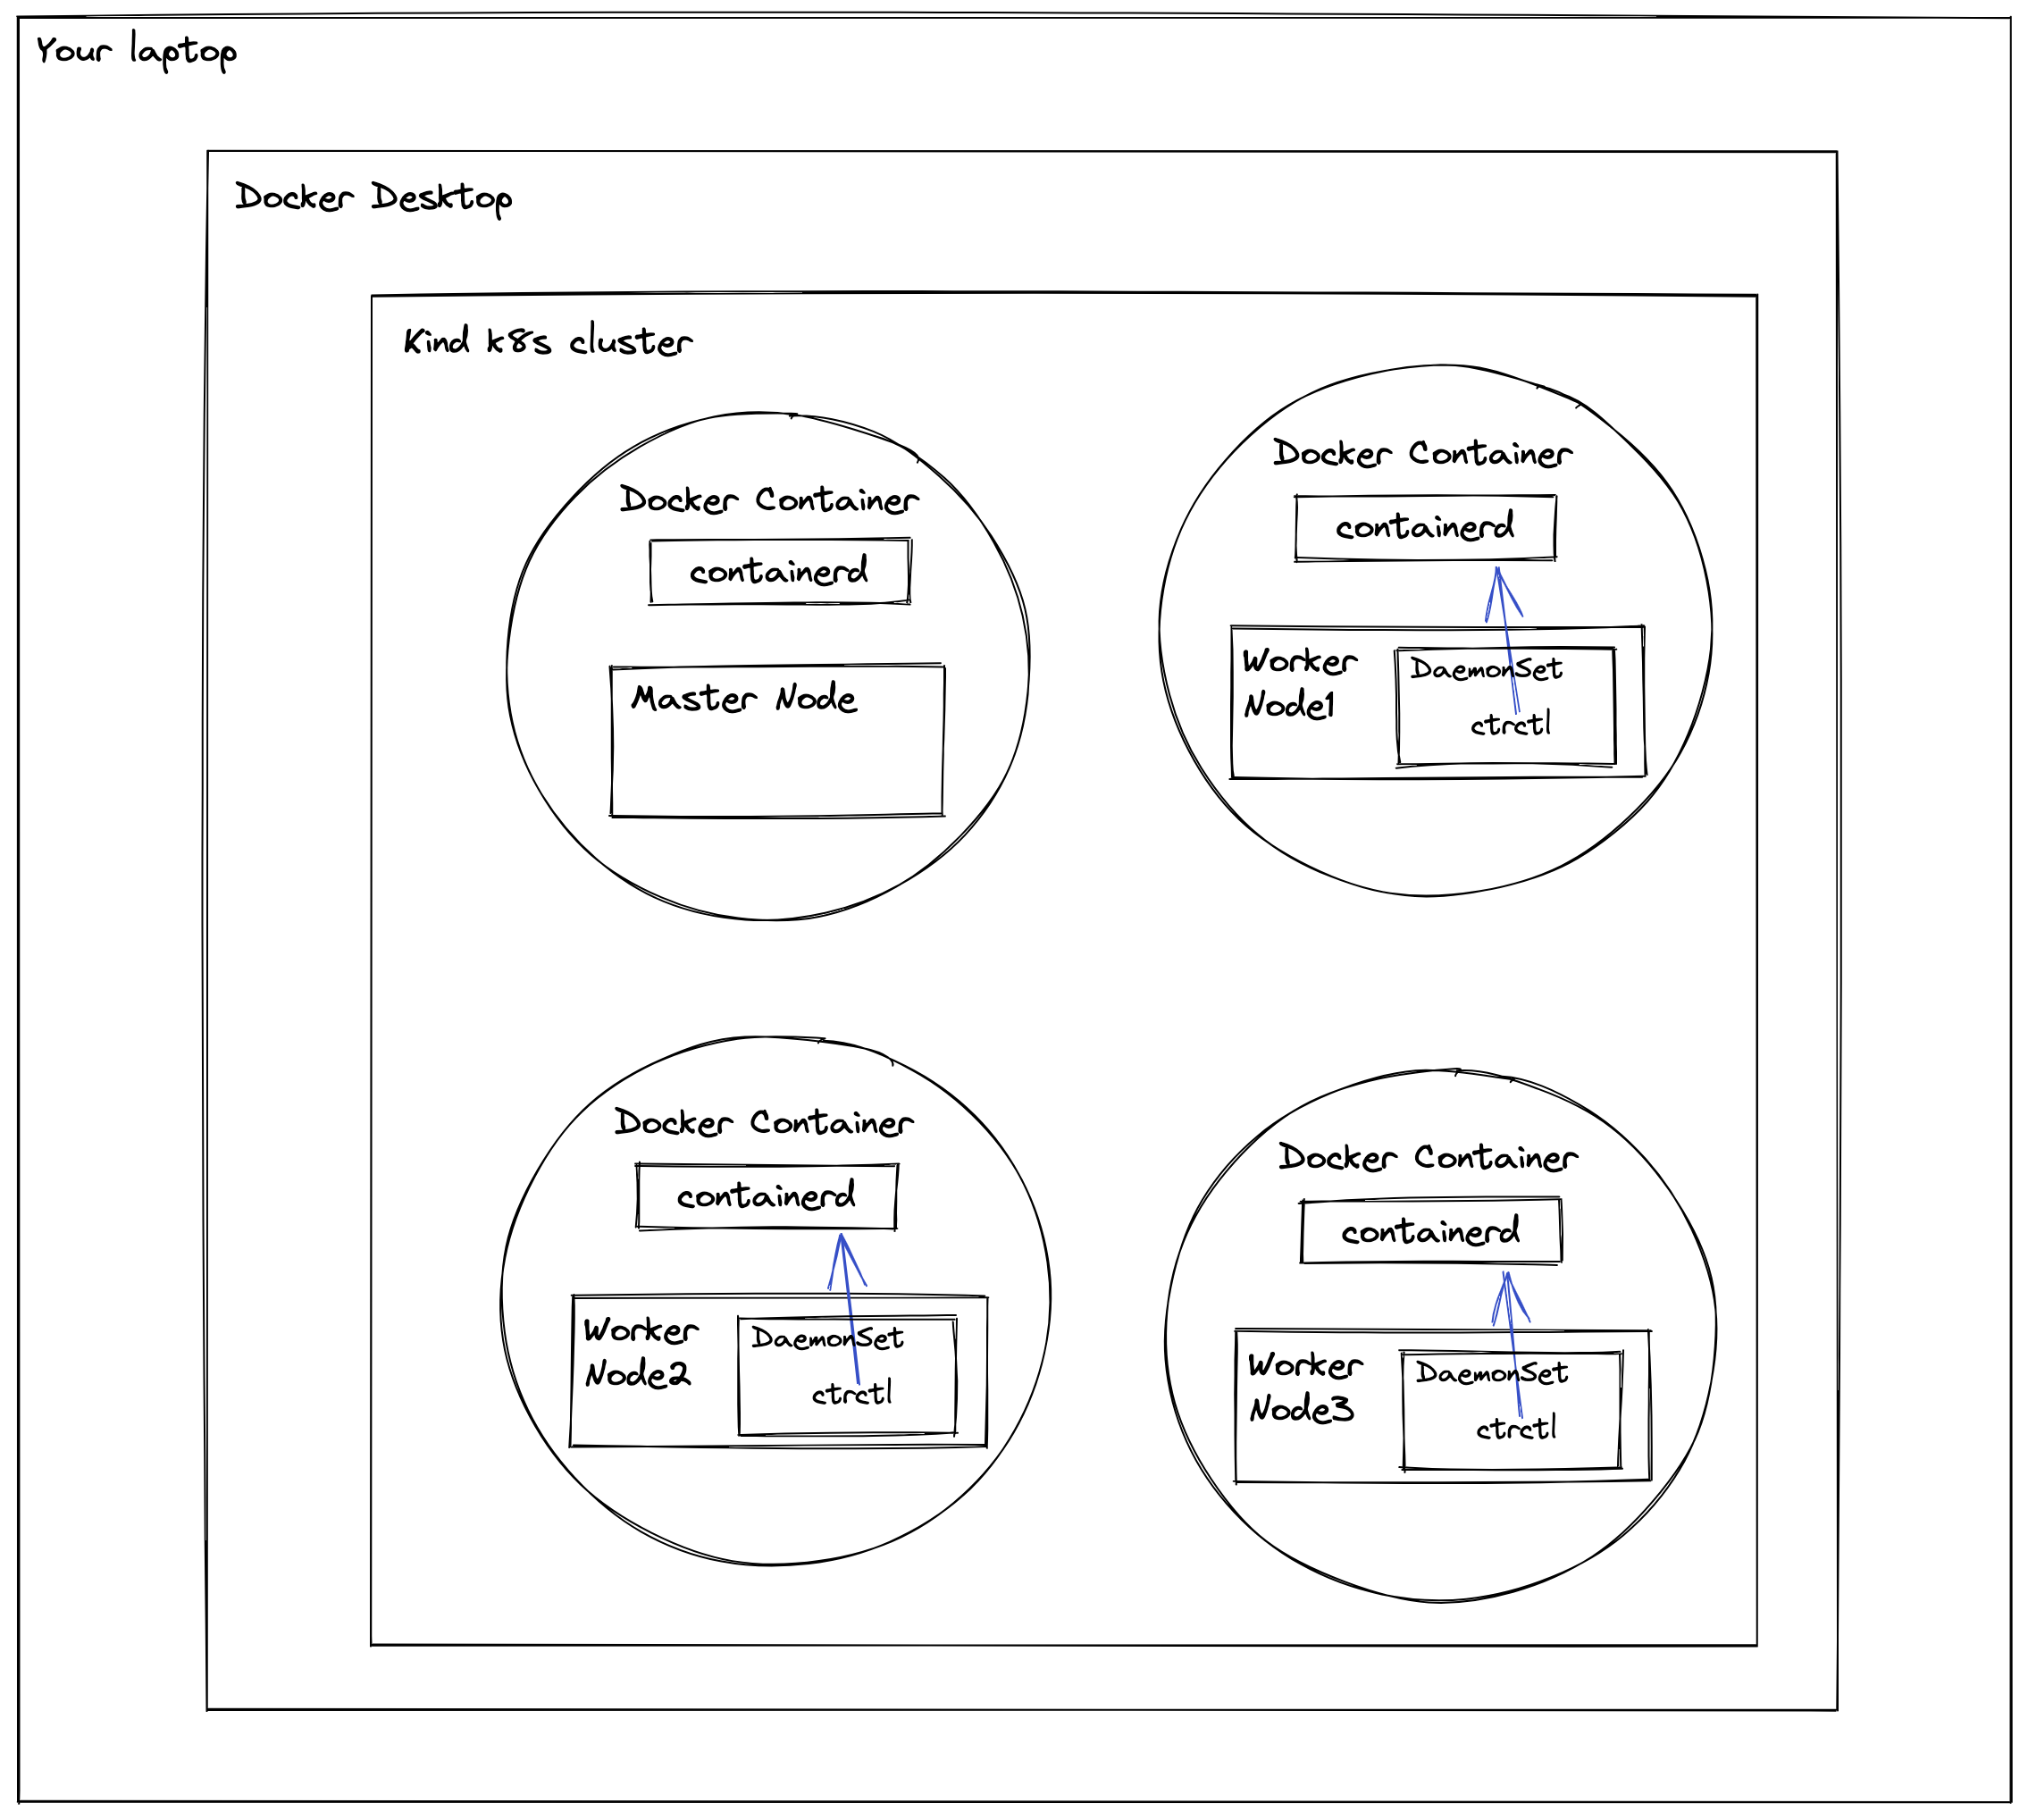 Your laptop
Docker Desktop
Kind k8s cluster
Docker Container
containerd
Master Node
Docker Container
containerd
Worker
Node1
DaemonSet
ctrctl
Docker Container
containerd
Worker
Node2
DaemonSet
ctrctl
Docker Container
containerd
Worker
Node3
DaemonSet
ctrctl